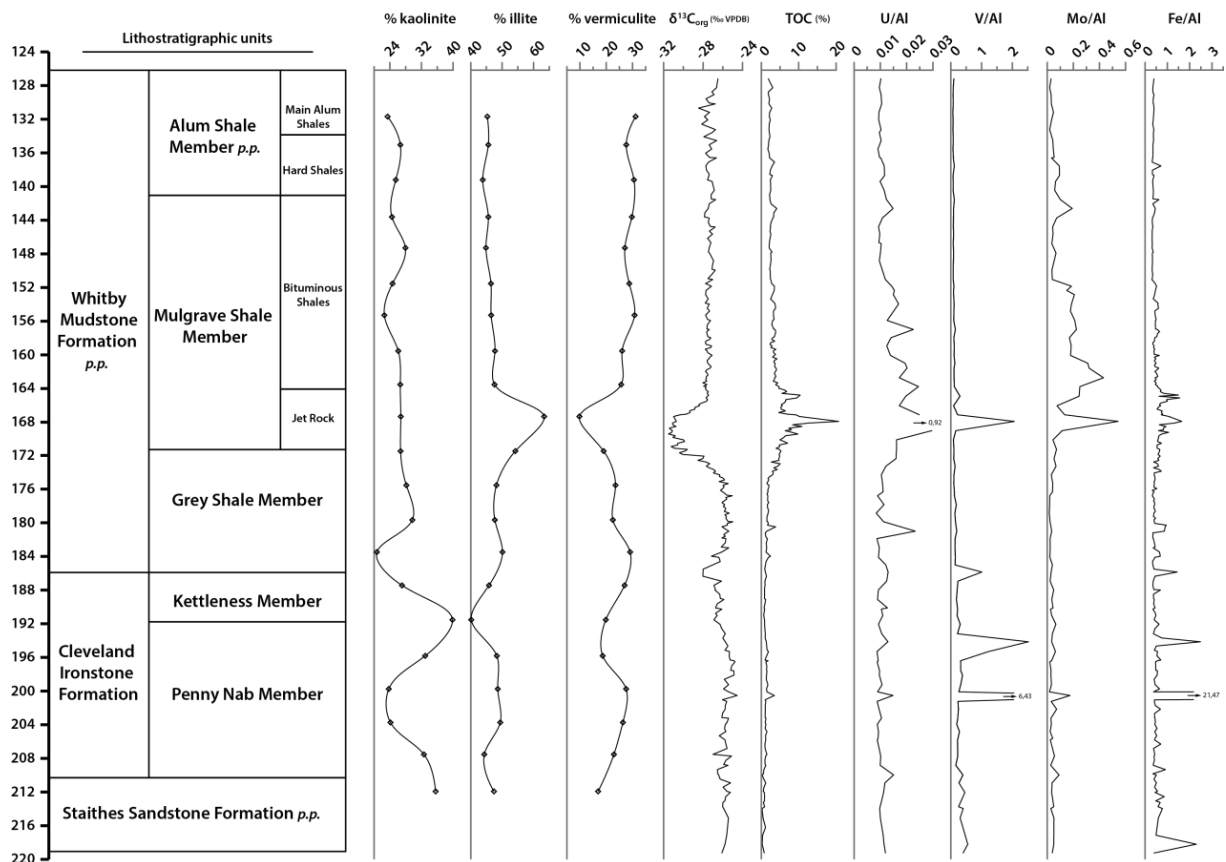 % kaolinite % illite % vermiculite δ13Corg (‰ VPDB) TOC (%) U/Al V/Al Mo/Al Fe/Al
Lithostratigraphic units
24 32 40 40 50 60 10 20 30 -32 -28 -24 0 10 20 0 0.01 0.02 0.03 0 1 2 0 0.2 0.4 0.6 0 1 2 3
124
128
132
136
140
144
148
152
156
160
164
168
172
176
180
184
188
192
196
200
204
208
212
216
220
Whitby
Mudstone
Formation
p.p.
Alum Shale
Member p.p.
Main Alum
Shales
Hard Shales
Mulgrave Shale
Member
Bituminous
Shales
Jet Rock
Grey Shale Member
Cleveland
Ironstone
Formation
Kettleness Member
Penny Nab Member
Staithes Sandstone Formation p.p.
0,92
6,43
21,47